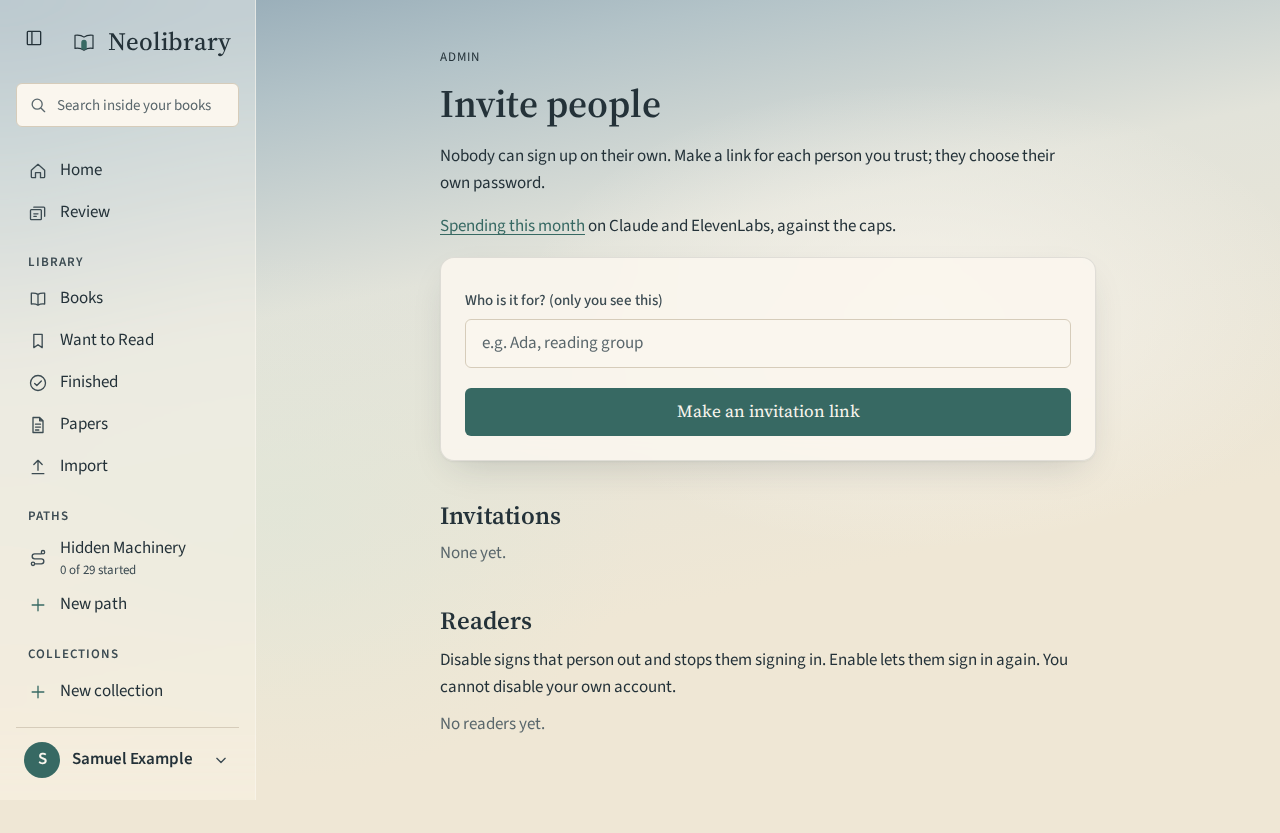 Neolibrary
Search inside your books
Home
Review
LIBRARY
Books
Want to Read
Finished
Papers
Import
PATHS
Hidden Machinery
0 of 29 started
New path
COLLECTIONS
New collection
S
Samuel Example
ADMIN
Invite people
Nobody can sign up on their own. Make a link for each person you trust; they choose their
own password.
Spending this month on Claude and ElevenLabs, against the caps.
Who is it for? (only you see this)
e.g. Ada, reading group
Make an invitation link
Invitations
None yet.
Readers
Disable signs that person out and stops them signing in. Enable lets them sign in again. You
cannot disable your own account.
No readers yet.